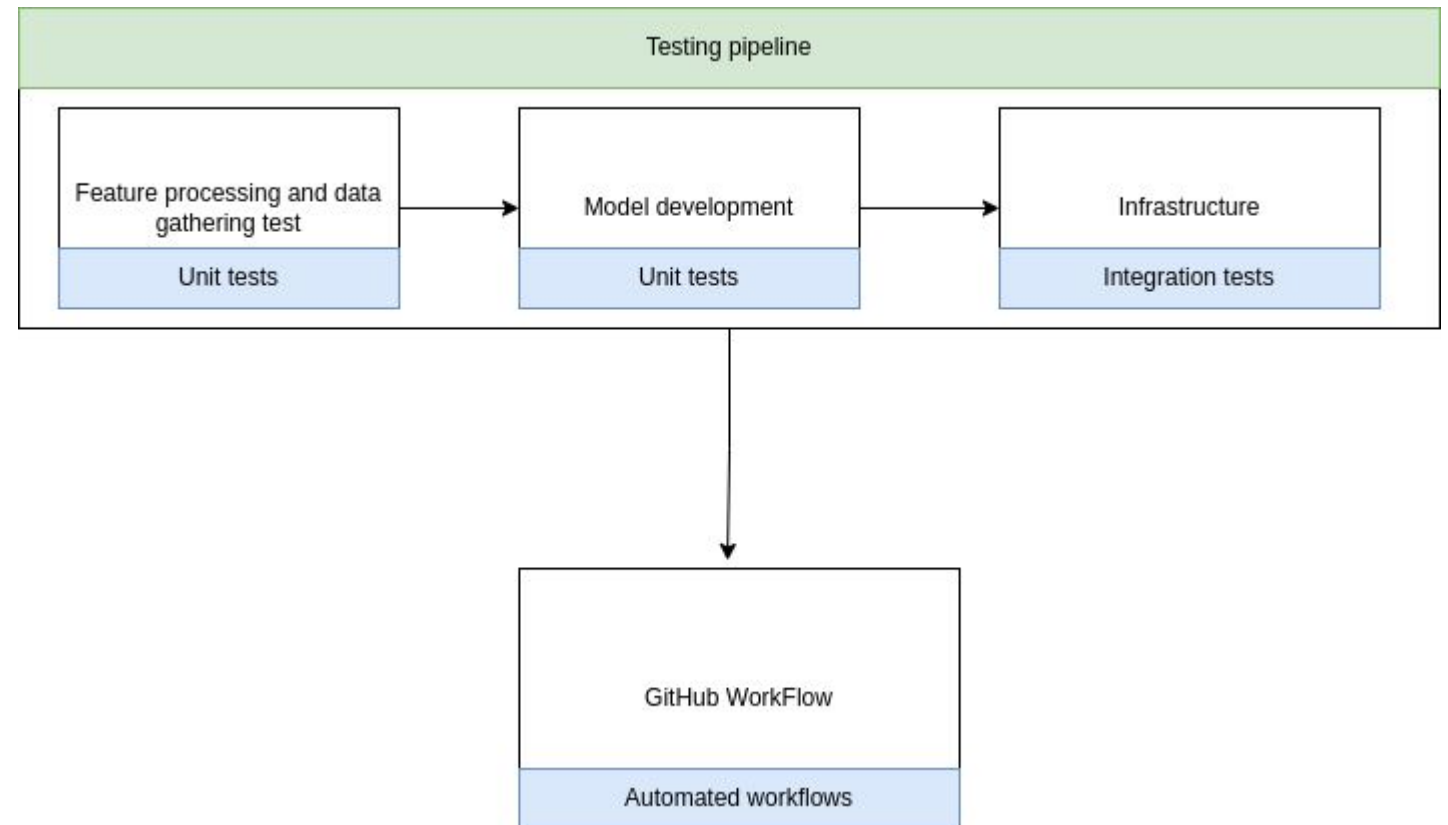 Testing pipeline
Feature processing and data
gathering test
Unit tests
Model development
Unit tests
Infrastructure
Integration tests
GitHub WorkFlow
Automated workflows